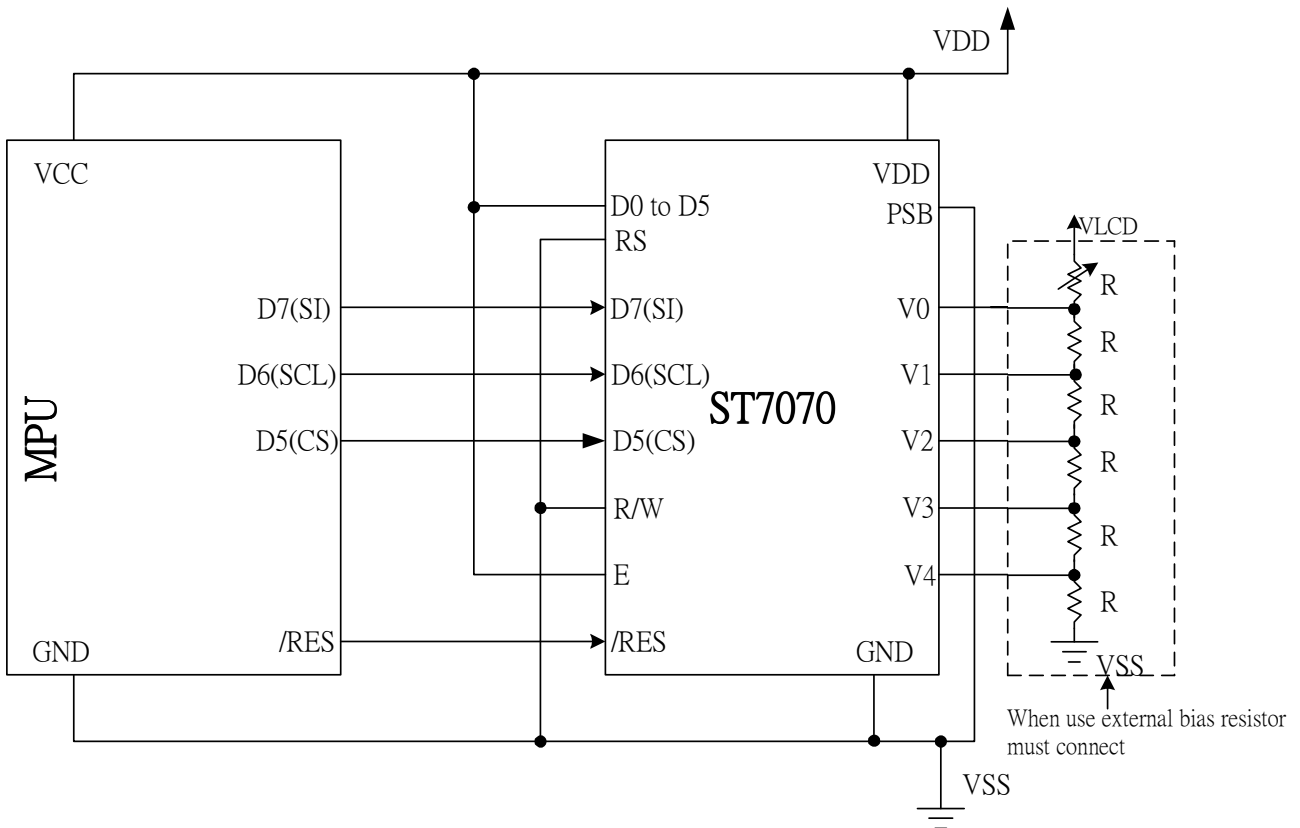 VDD
VCC
D7(SI)
D6(SCL)
D5(CS)
MPU
/RES
GND
VDD
D0 to D5
PSB
RS
D7(SI)
V0
D6(SCL)
V1
ST7070
D5(CS)
V2
R/W
V3
E
V4
/RES
GND
VLCD
R
R
R
R
R
R
VSS
When use external bias resistor
must connect
VSS